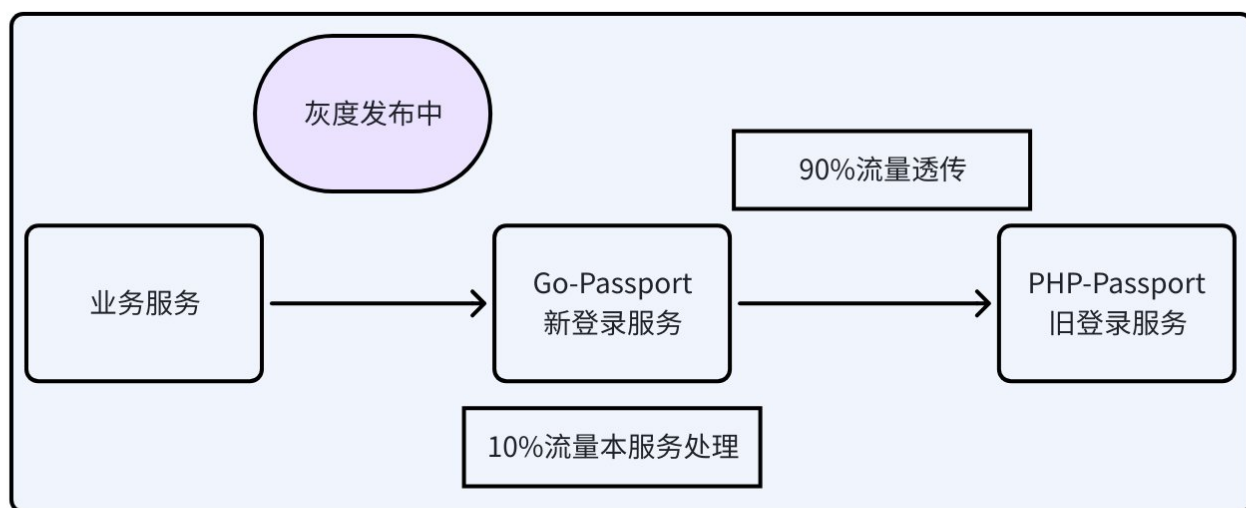 灰度发布中
90%流量透传
业务服务
Go-Passport
新登录服务
PHP-Passport
旧登录服务
10%流量本服务处理